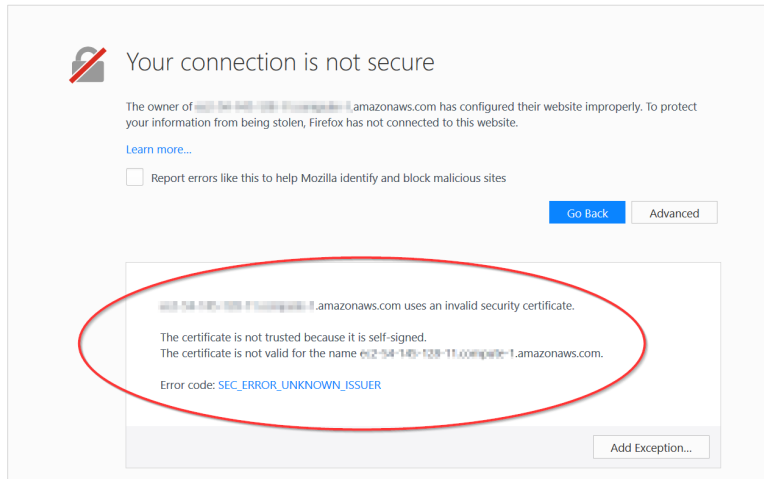 Your connection is not secure
The owner of amazonaws.com has configured their website improperly. To protect
your information from being stolen, Firefox has not connected to this website.
Learn more...
Report errors like this to help Mozilla identify and block malicious sites
Go Back Advanced
.amazonaws.com uses an invalid security certificate.
The certificate is not trusted because it is self-signed.
The certificate is not valid for the name .amazonaws.com.
Error code: SEC_ERROR_UNKNOWN_ISSUER
Add Exception...